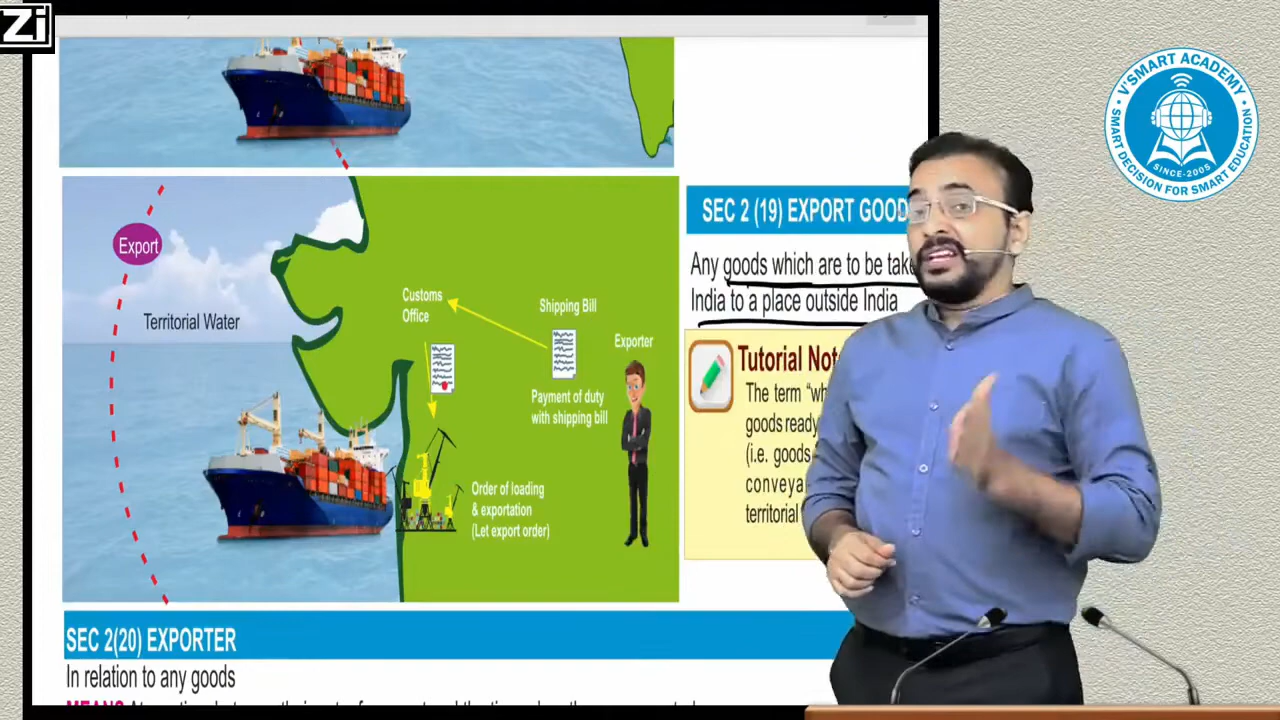 Zi
V'SMART ACADEMY
SMART DECISION FOR SMART EDUCATION
SINCE-2005
Export
Territorial Water
Customs
Office
Shipping Bill
Exporter
Payment of duty
with shipping bill
Order of loading
& exportation
(Let export order)
SEC 2 (19) EXPORT GOOD
Any goods which are to be take
India to a place outside India
Tutorial Not
The term "wh
goods ready
(i.e. goods
conveya
territorial
SEC 2(20) EXPORTER
In relation to any goods